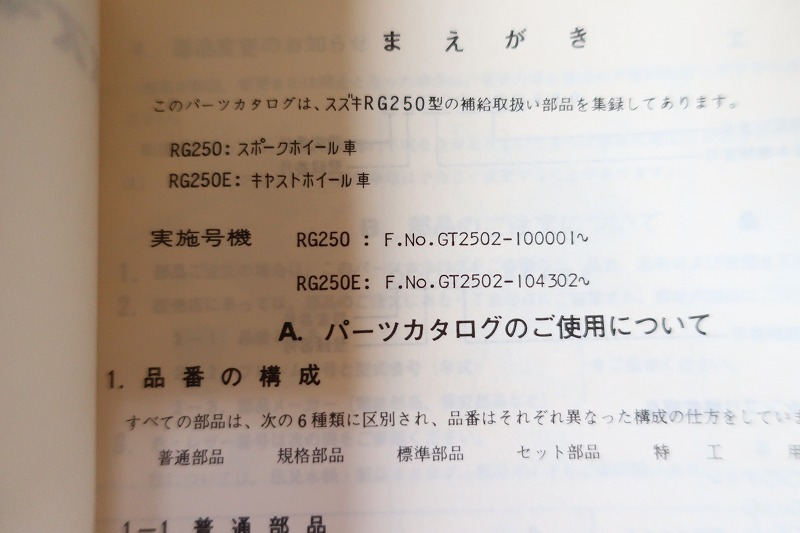 まえがき
このパーツカタログは、スズキRG250型の補給取扱い部品を集録してあります。
RG250: スポークホイール車
RG250E: キャストホイール車
実施号機 RG250 : F.No.GT2502-100001~
RG250E: F.No.GT2502-104302~
A. パーツカタログのご使用について
1. 品番の構成
すべての部品は、次の6種類に区別され、品番はそれぞれ異なった構成の仕方をしていま
普通部品 規格部品 標準部品 セット部品 特工用
1-1 普通部品